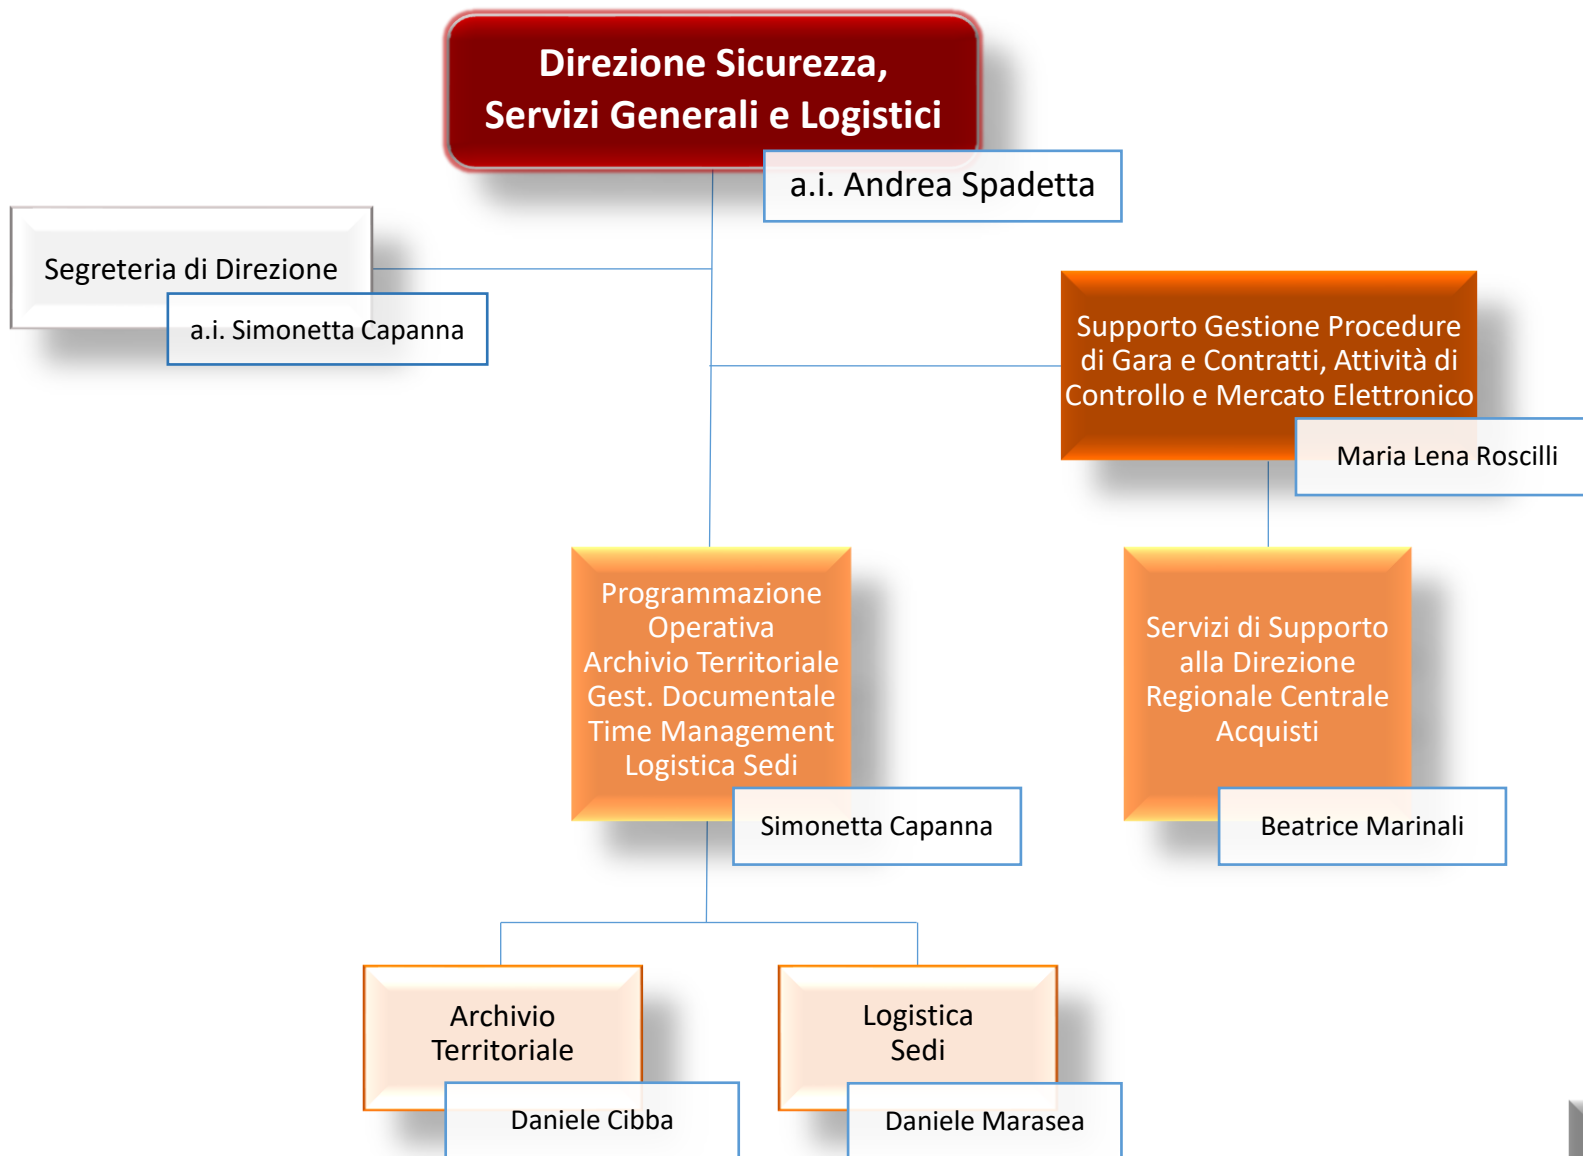 Direzione Sicurezza,
Servizi Generali e Logistici
a.i. Andrea Spadetta
Segreteria di Direzione
a.i. Simonetta Capanna
Supporto Gestione Procedure
di Gara e Contratti, Attività di
Controllo e Mercato Elettronico
Maria Lena Roscilli
Programmazione
Operativa
Archivio Territoriale
Gest. Documentale
Time Management
Logistica Sedi
Simonetta Capanna
Servizi di Supporto
alla Direzione
Regionale Centrale
Acquisti
Beatrice Marinali
Archivio
Territoriale
Daniele Cibba
Logistica
Sedi
Daniele Marasea